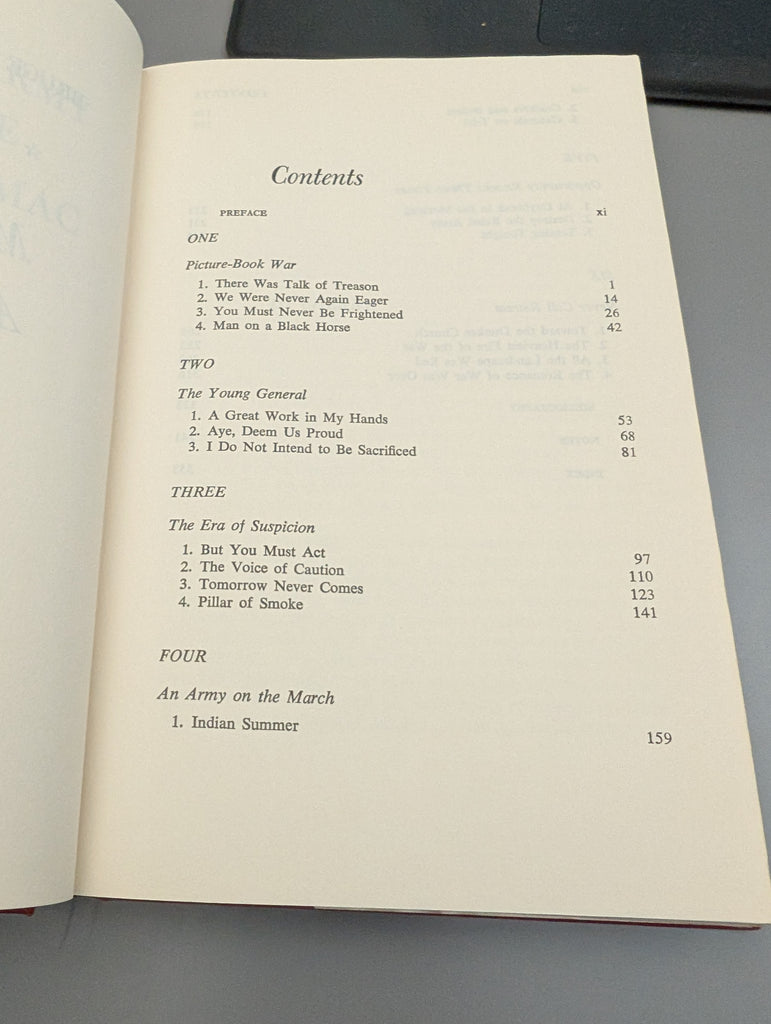 Contents
PREFACE xi
ONE
Picture-Book War
1. There Was Talk of Treason 1
2. We Were Never Again Eager 14
3. You Must Never Be Frightened 26
4. Man on a Black Horse 42
TWO
The Young General
1. A Great Work in My Hands 53
2. Aye, Deem Us Proud 68
3. I Do Not Intend to Be Sacrificed 81
THREE
The Era of Suspicion
1. But You Must Act 97
2. The Voice of Caution 110
3. Tomorrow Never Comes 123
4. Pillar of Smoke 141
FOUR
An Army on the March
1. Indian Summer 159